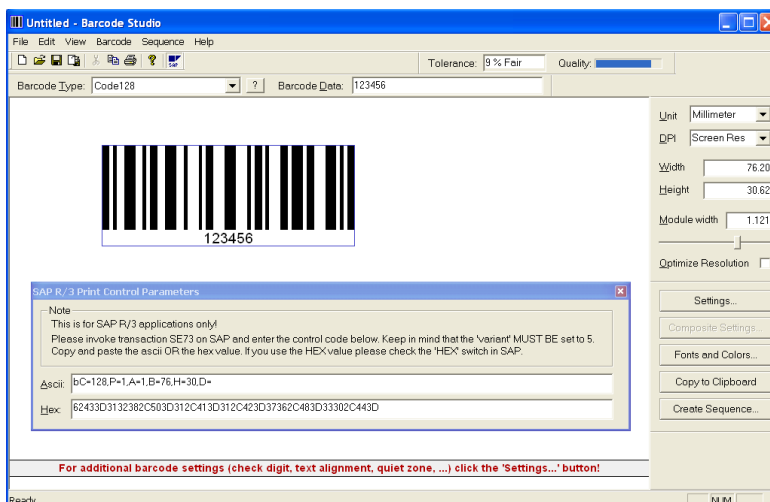 Untitled - Barcode Studio
File Edit View Barcode Sequence Help
SAP
Tolerance: 9 % Fair Quality:
Barcode Type: Code128 ? Barcode Data: 123456
Unit Millimeter
DPI Screen Res
Width 76.20
Height 30.62
Module width 1.121
Optimize Resolution
123456
SAP R/3 Print Control Parameters
Note
This is for SAP R/3 applications only!
Please invoke transaction SE73 on SAP and enter the control code below. Keep in mind that the 'variant' MUST BE set to 5.
Copy and paste the ascii OR the hex value. If you use the HEX value please check the 'HEX' switch in SAP.
Ascii: bC=128,P=1,A=1,B=76,H=30,D=
Hex: 62433D3132382C503D312C413D312C423D37362C483D33302C443D
Settings...
Composite Settings...
Fonts and Colors...
Copy to Clipboard
Create Sequence...
For additional barcode settings (check digit, text alignment, quiet zone, ...) click the 'Settings...' button!
Ready NUM